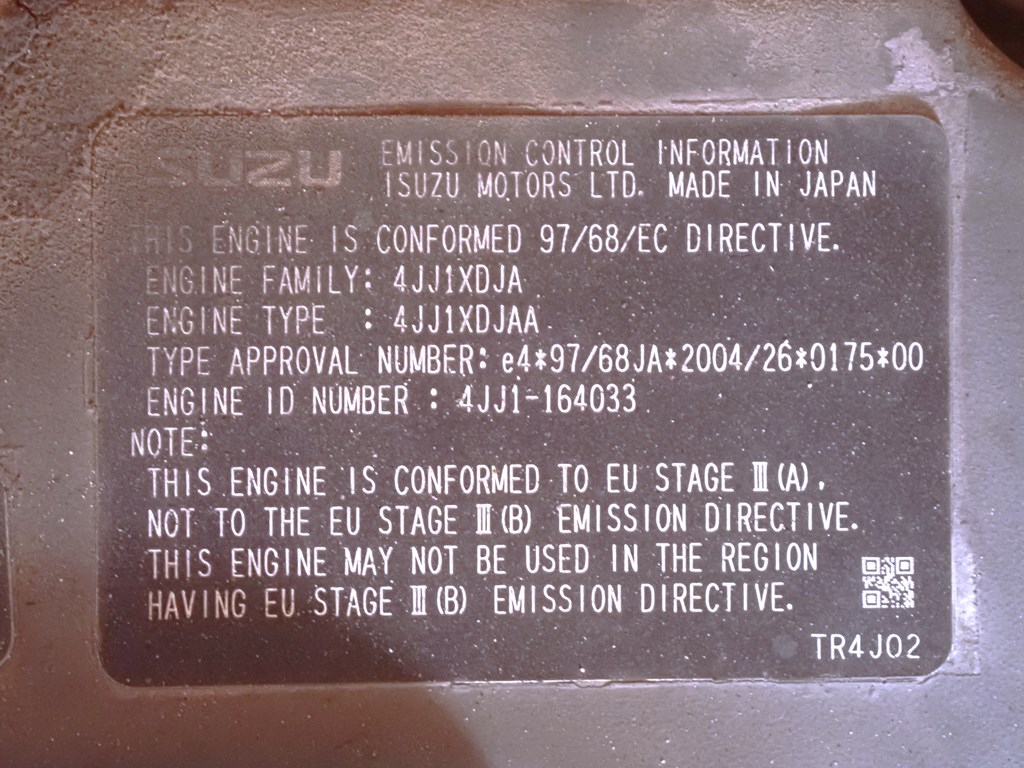 ISUZU
EMISSION CONTROL INFORMATION
ISUZU MOTORS LTD. MADE IN JAPAN
THIS ENGINE IS CONFORMED 97/68/EC DIRECTIVE.
ENGINE FAMILY: 4JJ1XDJA
ENGINE TYPE : 4JJ1XDJAA
TYPE APPROVAL NUMBER: e4*97/68JA*2004/26*0175*00
ENGINE ID NUMBER : 4JJ1-164033
NOTE:
THIS ENGINE IS CONFORMED TO EU STAGE Ⅲ(A),
NOT TO THE EU STAGE Ⅲ(B) EMISSION DIRECTIVE.
THIS ENGINE MAY NOT BE USED IN THE REGION
HAVING EU STAGE Ⅲ(B) EMISSION DIRECTIVE.
TR4J02